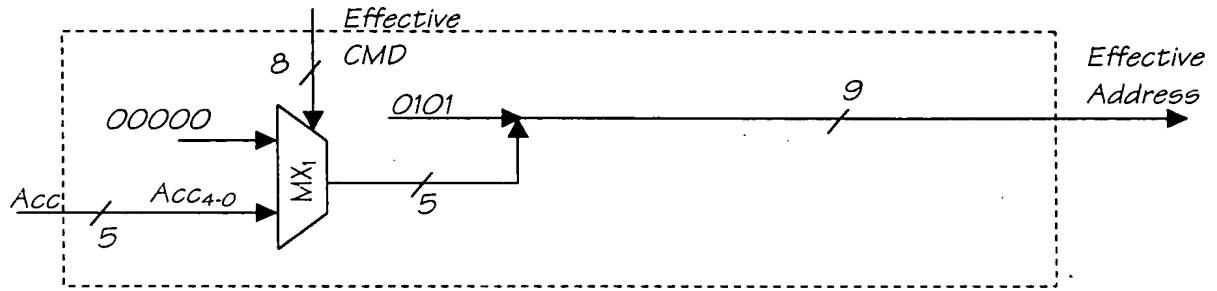 Effective
CMD
8
00000
0101
9
Effective
Address
MX1
Acc
5
Acc4-0
5